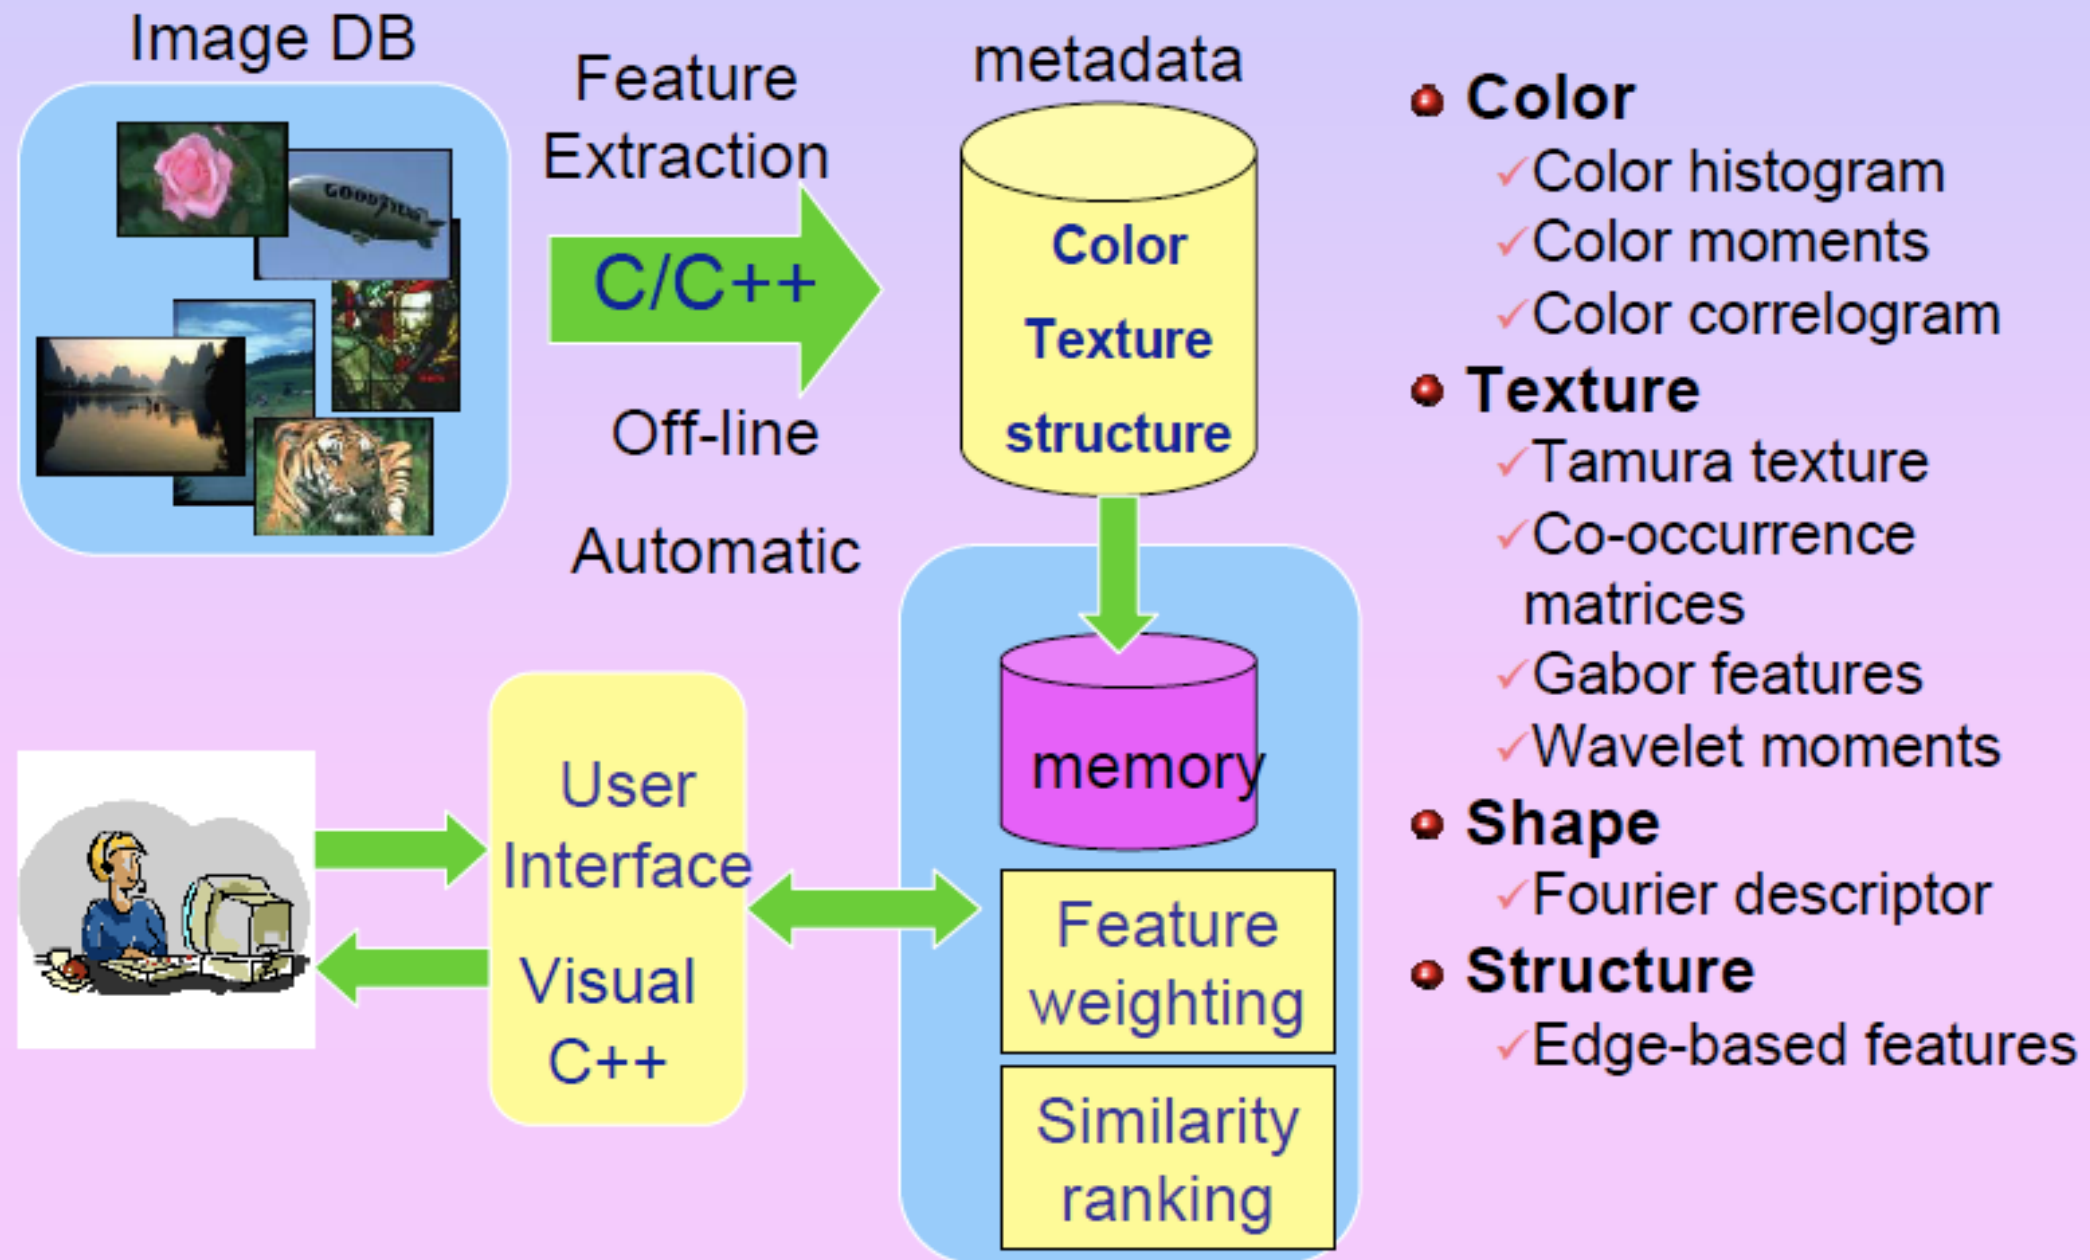 Image DB
GOODYEAR
Feature
Extraction
C/C++
Off-line
Automatic
metadata
Color
Texture
structure
memory
Feature
weighting
Similarity
ranking
User
Interface
Visual
C++
Color
✓Color histogram
✓Color moments
✓Color correlogram
Texture
✓Tamura texture
✓Co-occurrence
matrices
✓Gabor features
✓Wavelet moments
Shape
✓Fourier descriptor
Structure
✓Edge-based features